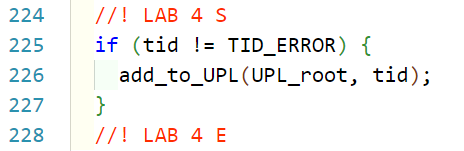 224 //! LAB 4 S
225 if (tid != TID_ERROR) {
226 add_to_UPL(UPL_root, tid);
227 }
228 //! LAB 4 E